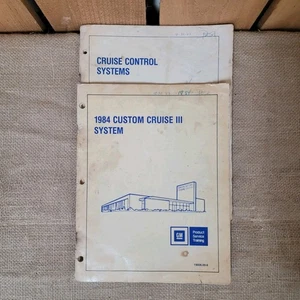 CRUISE CONTROL
SYSTEMS
1984 CUSTOM CRUISE III
SYSTEM
GM
Product
Service
Training